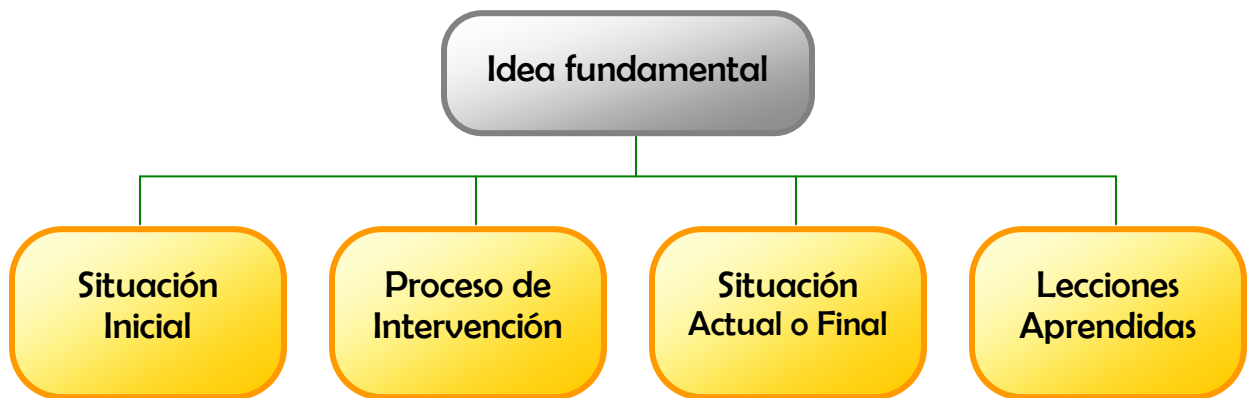 Idea fundamental
Situación
Inicial
Proceso de
Intervención
Situación
Actual o Final
Lecciones
Aprendidas